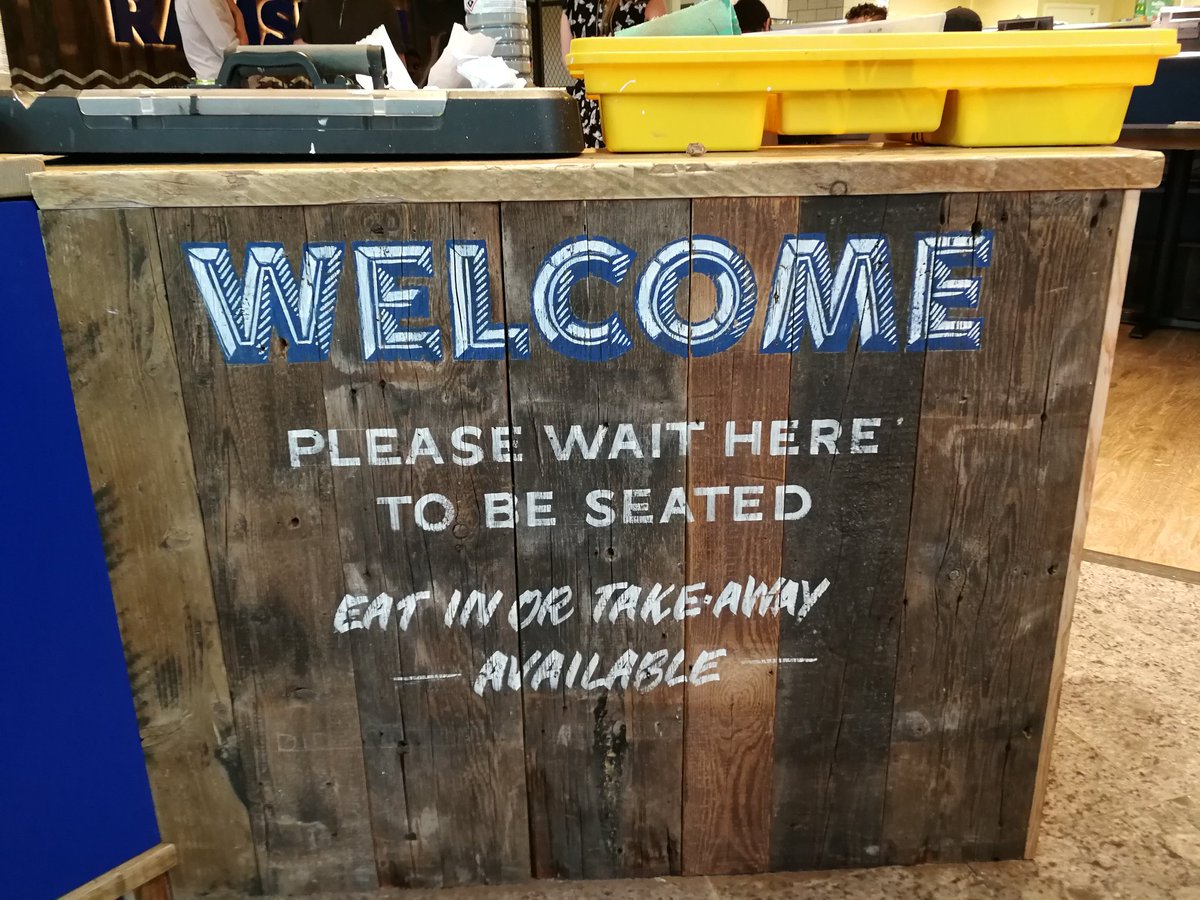 WELCOME
PLEASE WAIT HERE
TO BE SEATED
EAT IN OR TAKE-AWAY
— AVAILABLE —